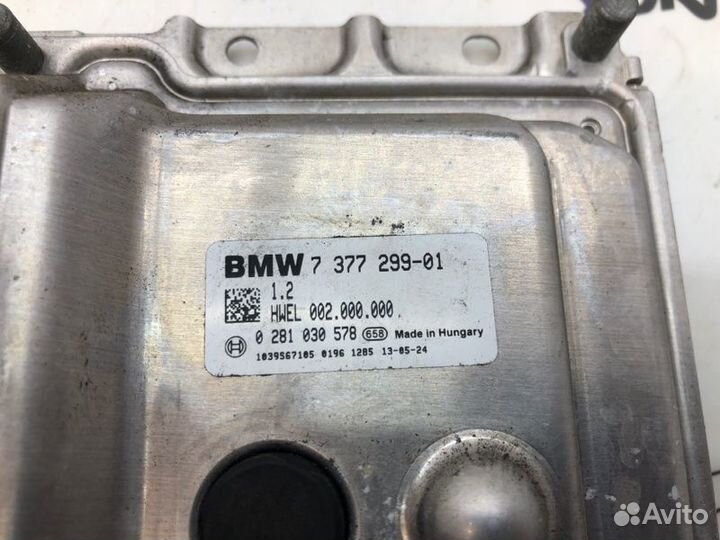 BMW 7 377 299-01
1.2
HWEL 002.000.000
0 281 030 578 658 Made in Hungary
1039S67105 0196 1285 13-05-24
Avito